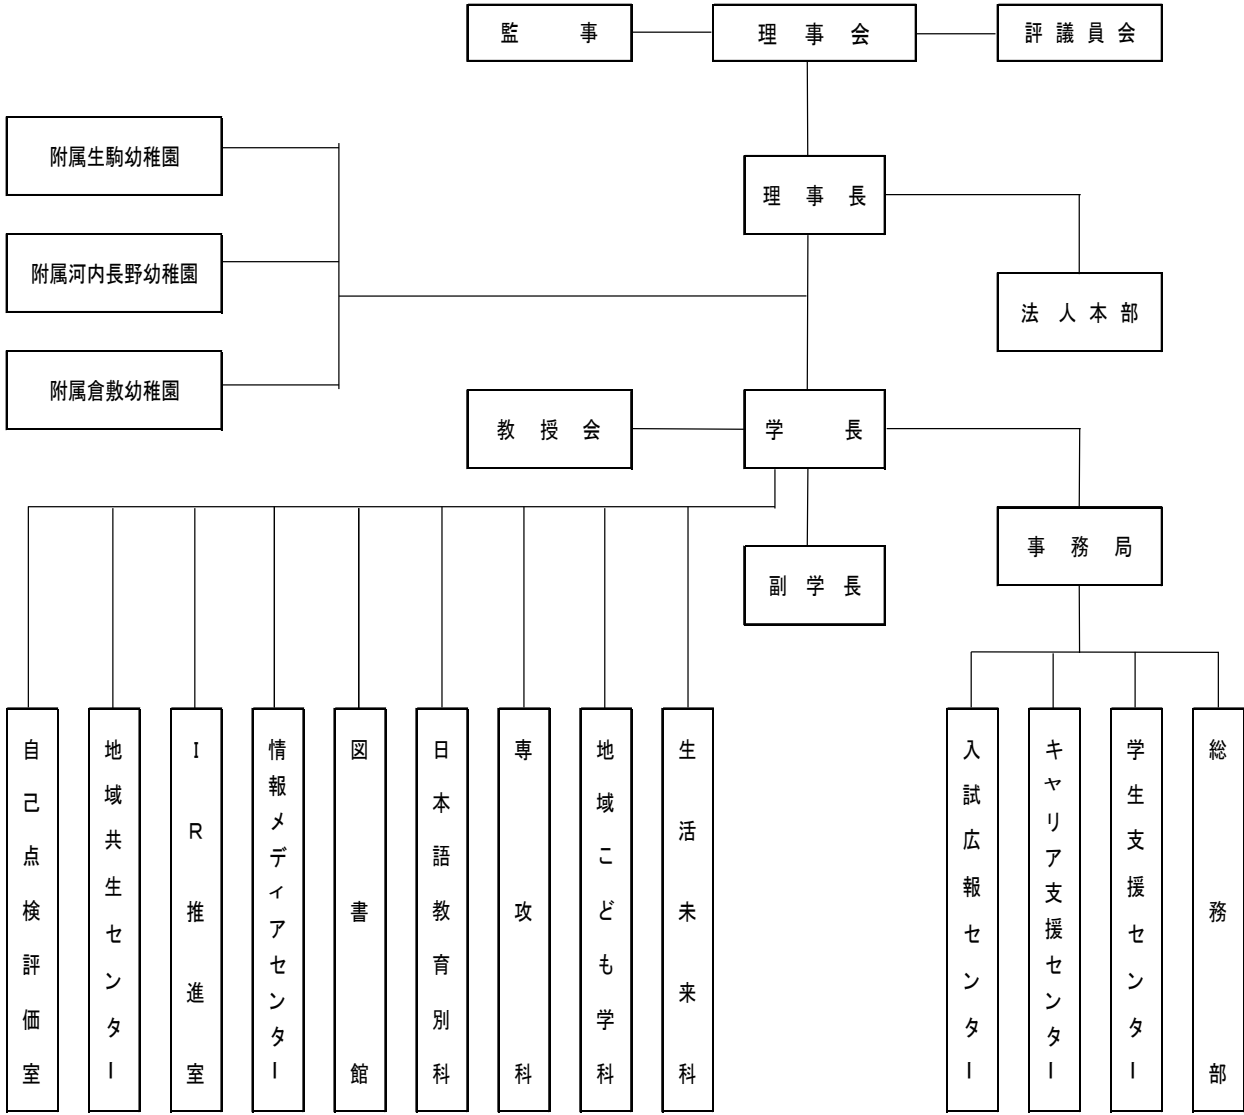 監事
理事会
評議員会
附属生駒幼稚園
理事長
附属河内長野幼稚園
法人本部
附属倉敷幼稚園
教授会
学長
事務局
副学長
自己点検評価室
地域共生センター
ＩＲ推進室
情報メディアセンター
図書館
日本語教育別科
専攻科
地域こども学科
生活未来科
入試広報センター
キャリア支援センター
学生支援センター
総務部